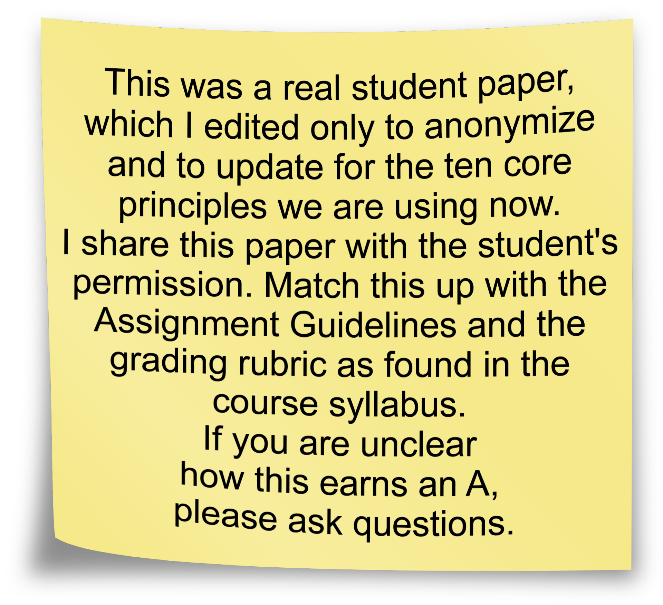 This was a real student paper,
which I edited only to anonymize
and to update for the ten core
principles we are using now.
I share this paper with the student's
permission. Match this up with the
Assignment Guidelines and the
grading rubric as found in the
course syllabus.
If you are unclear
how this earns an A,
please ask questions.